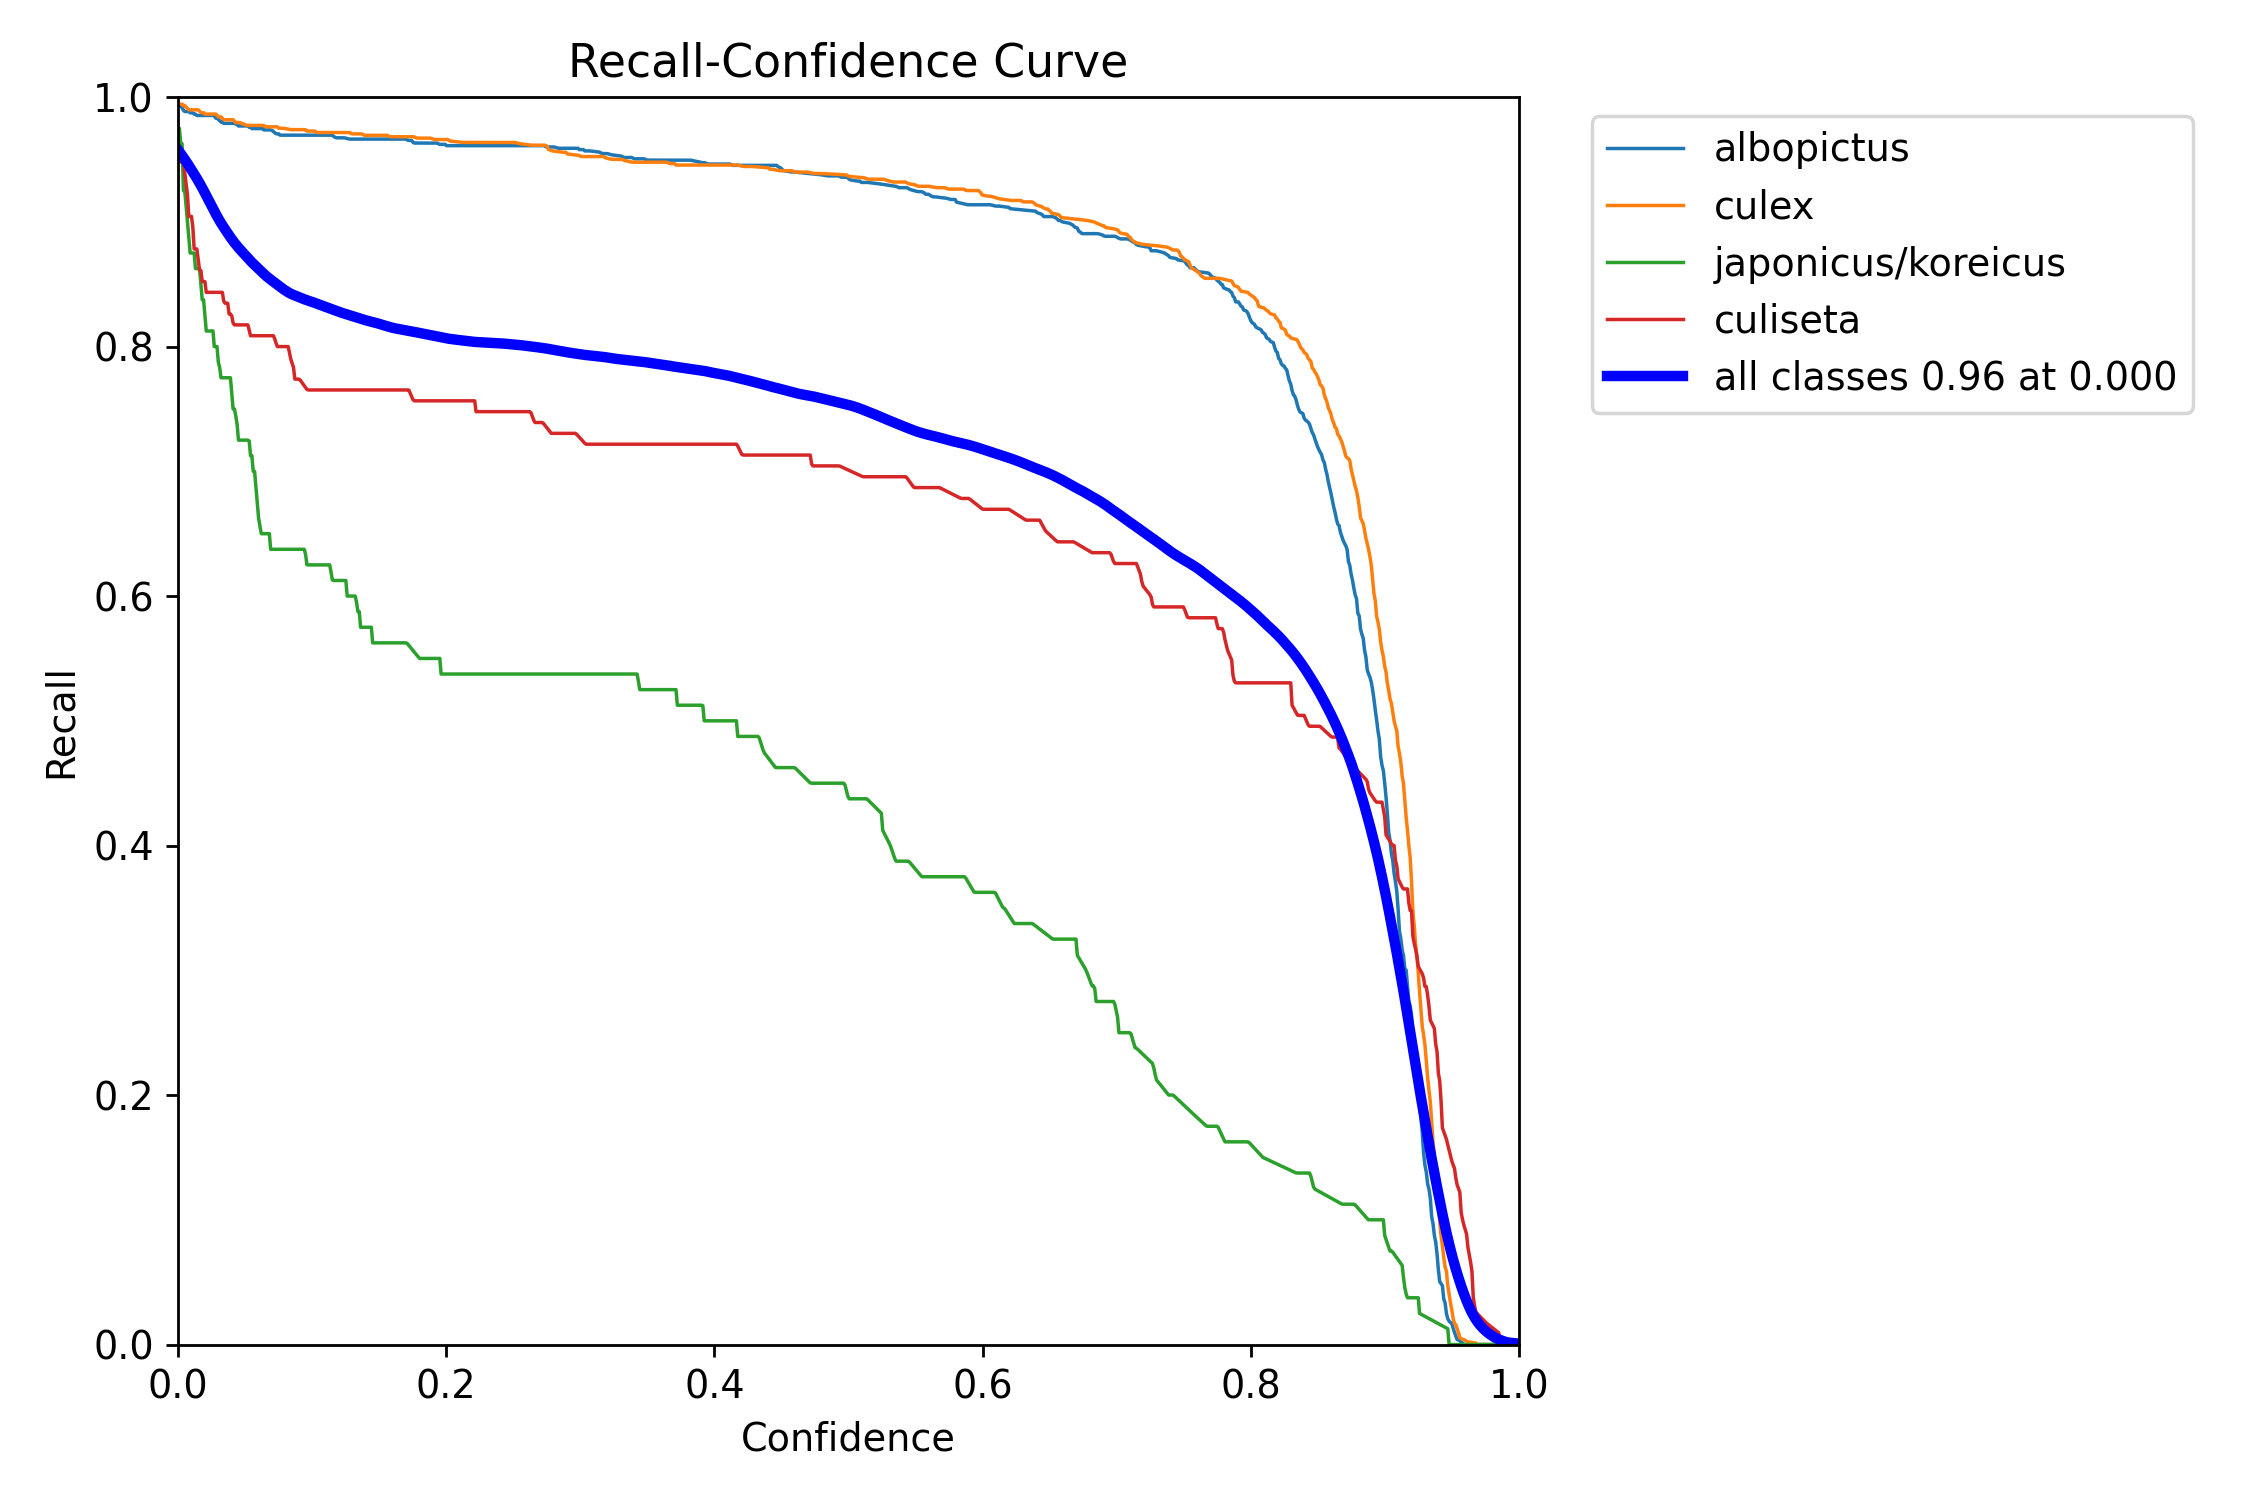 Recall-Confidence Curve
1.0
0.8
0.6
0.4
0.2
0.0
Recall
0.0 0.2 0.4 0.6 0.8 1.0
Confidence
albopictus
culex
japonicus/koreicus
culiseta
all classes 0.96 at 0.000